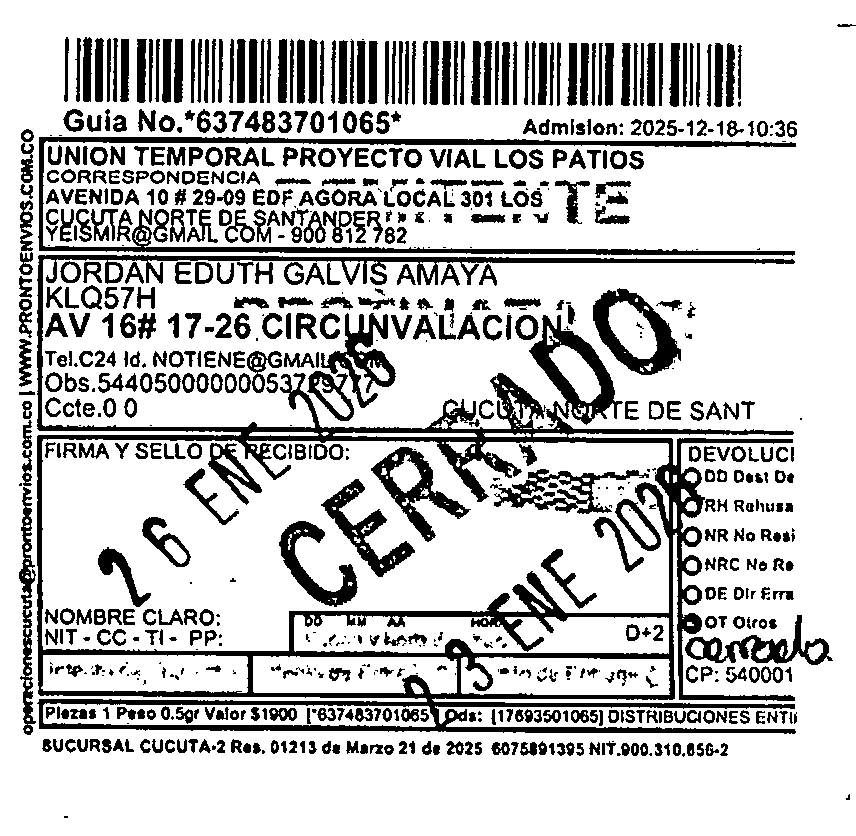 Guia No.*637483701065*
Admision: 2025-12-18-10:36
UNION TEMPORAL PROYECTO VIAL LOS PATIOS
CORRESPONDENCIA
AVENIDA 10 # 29-09 EDF AGORA LOCAL 301 LOS
CUCUTA NORTE DE SANTANDER
YEISMIR@GMAIL COM - 900 812 782
JORDAN EDUTH GALVIS AMAYA
KLQ57H
AV 16# 17-26 CIRCUNVALACION
Tel.C24 Id. NOTIENE@GMAIL.COM
Ccte.0 0
CUCUTA NORTE DE SANT
CERRADO
26 ENE 2026
23 ENE 2026
FIRMA Y SELLO DE RECIBIDO:
NOMBRE CLARO:
NIT - CC - TI - PP:
DD MM AA HORA
D+2
DEVOLUCI
DD Dest De
RH Rehusa
NR No Resi
NRC No Re
DE Dir Erra
OT Otros
cerrado
CP: 540001
Piezas 1 Peso 0.5gr Valor $1900 [*637483701065*] Ods: [17693501065] DISTRIBUCIONES ENTI
SUCURSAL CUCUTA-2 Res. 01213 de Marzo 21 de 2025 6075891395 NIT.900.310.856-2
operacionescucuta@prontoenvios.com.co | WWW.PRONTOENVIOS.COM.CO